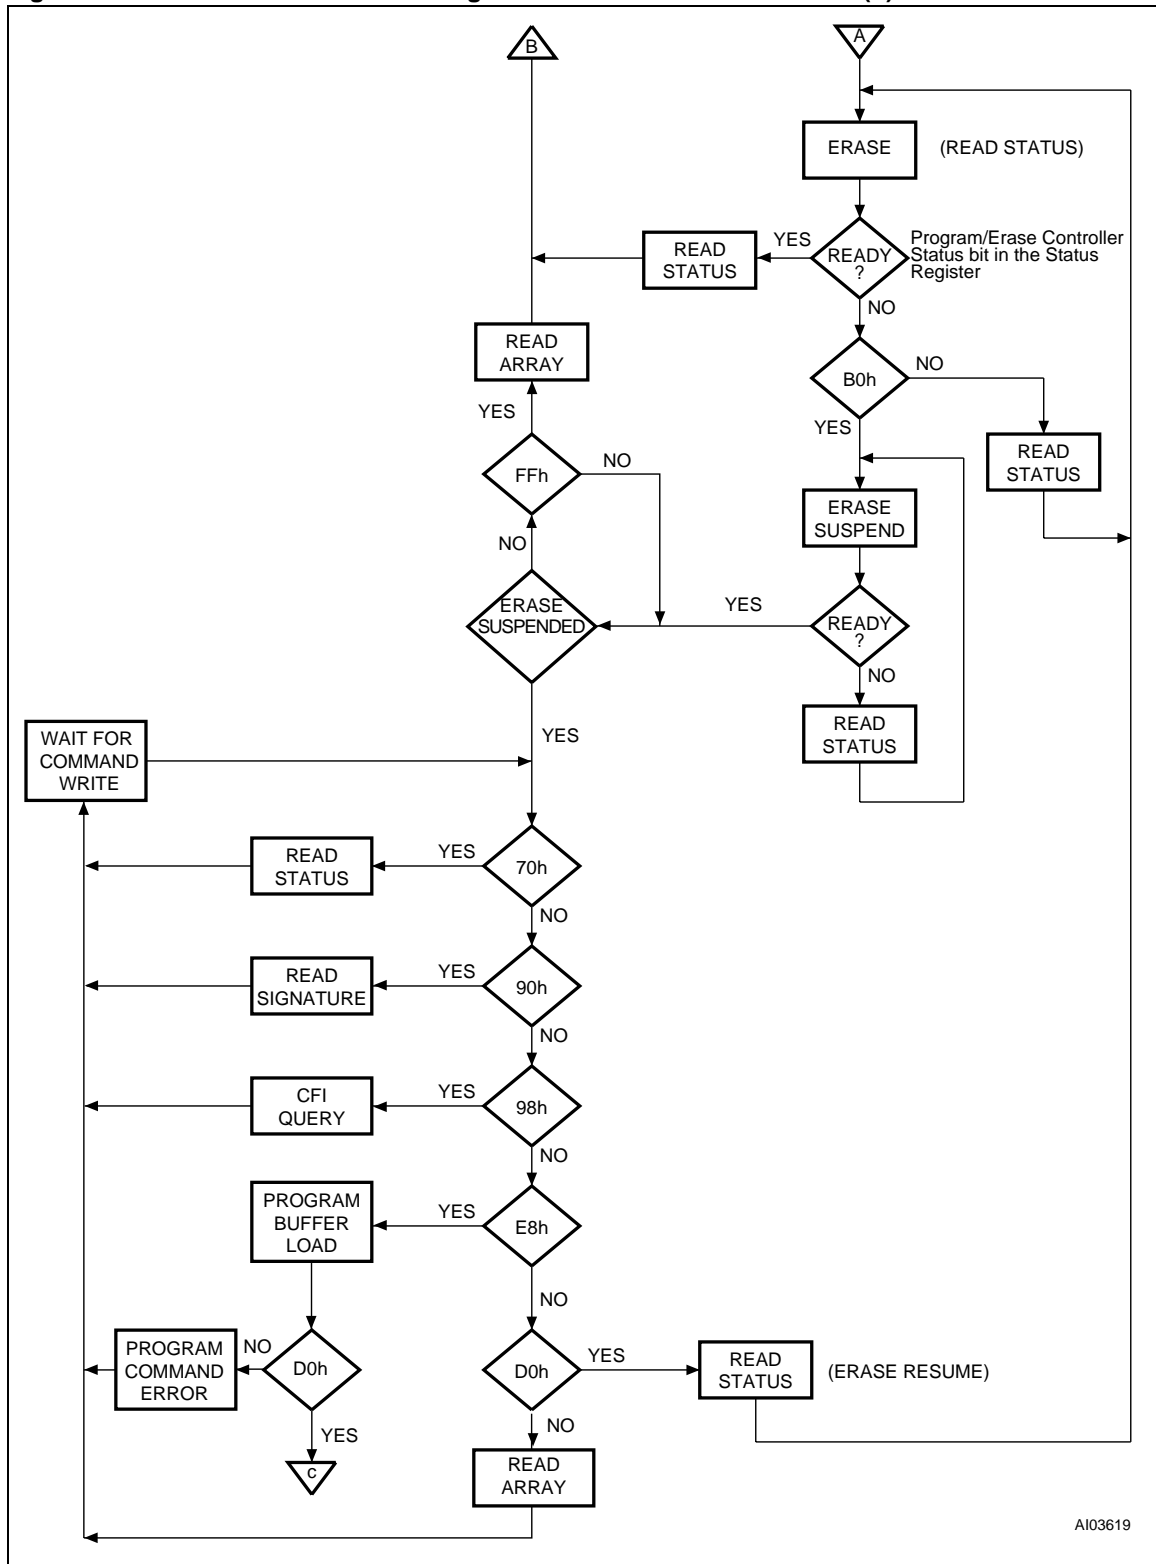 B
A
ERASE
(READ STATUS)
READ
STATUS
YES
READY
?
Program/Erase Controller
Status bit in the Status
Register
NO
READ
ARRAY
B0h
NO
YES
YES
FFh
NO
READ
STATUS
ERASE
SUSPEND
NO
ERASE
SUSPENDED
YES
READY
?
NO
READ
STATUS
YES
WAIT FOR
COMMAND
WRITE
READ
STATUS
YES
70h
NO
READ
SIGNATURE
YES
90h
NO
CFI
QUERY
YES
98h
NO
PROGRAM
BUFFER
LOAD
YES
E8h
NO
PROGRAM
COMMAND
ERROR
NO
D0h
YES
c
D0h
YES
READ
STATUS
(ERASE RESUME)
NO
READ
ARRAY
AI03619